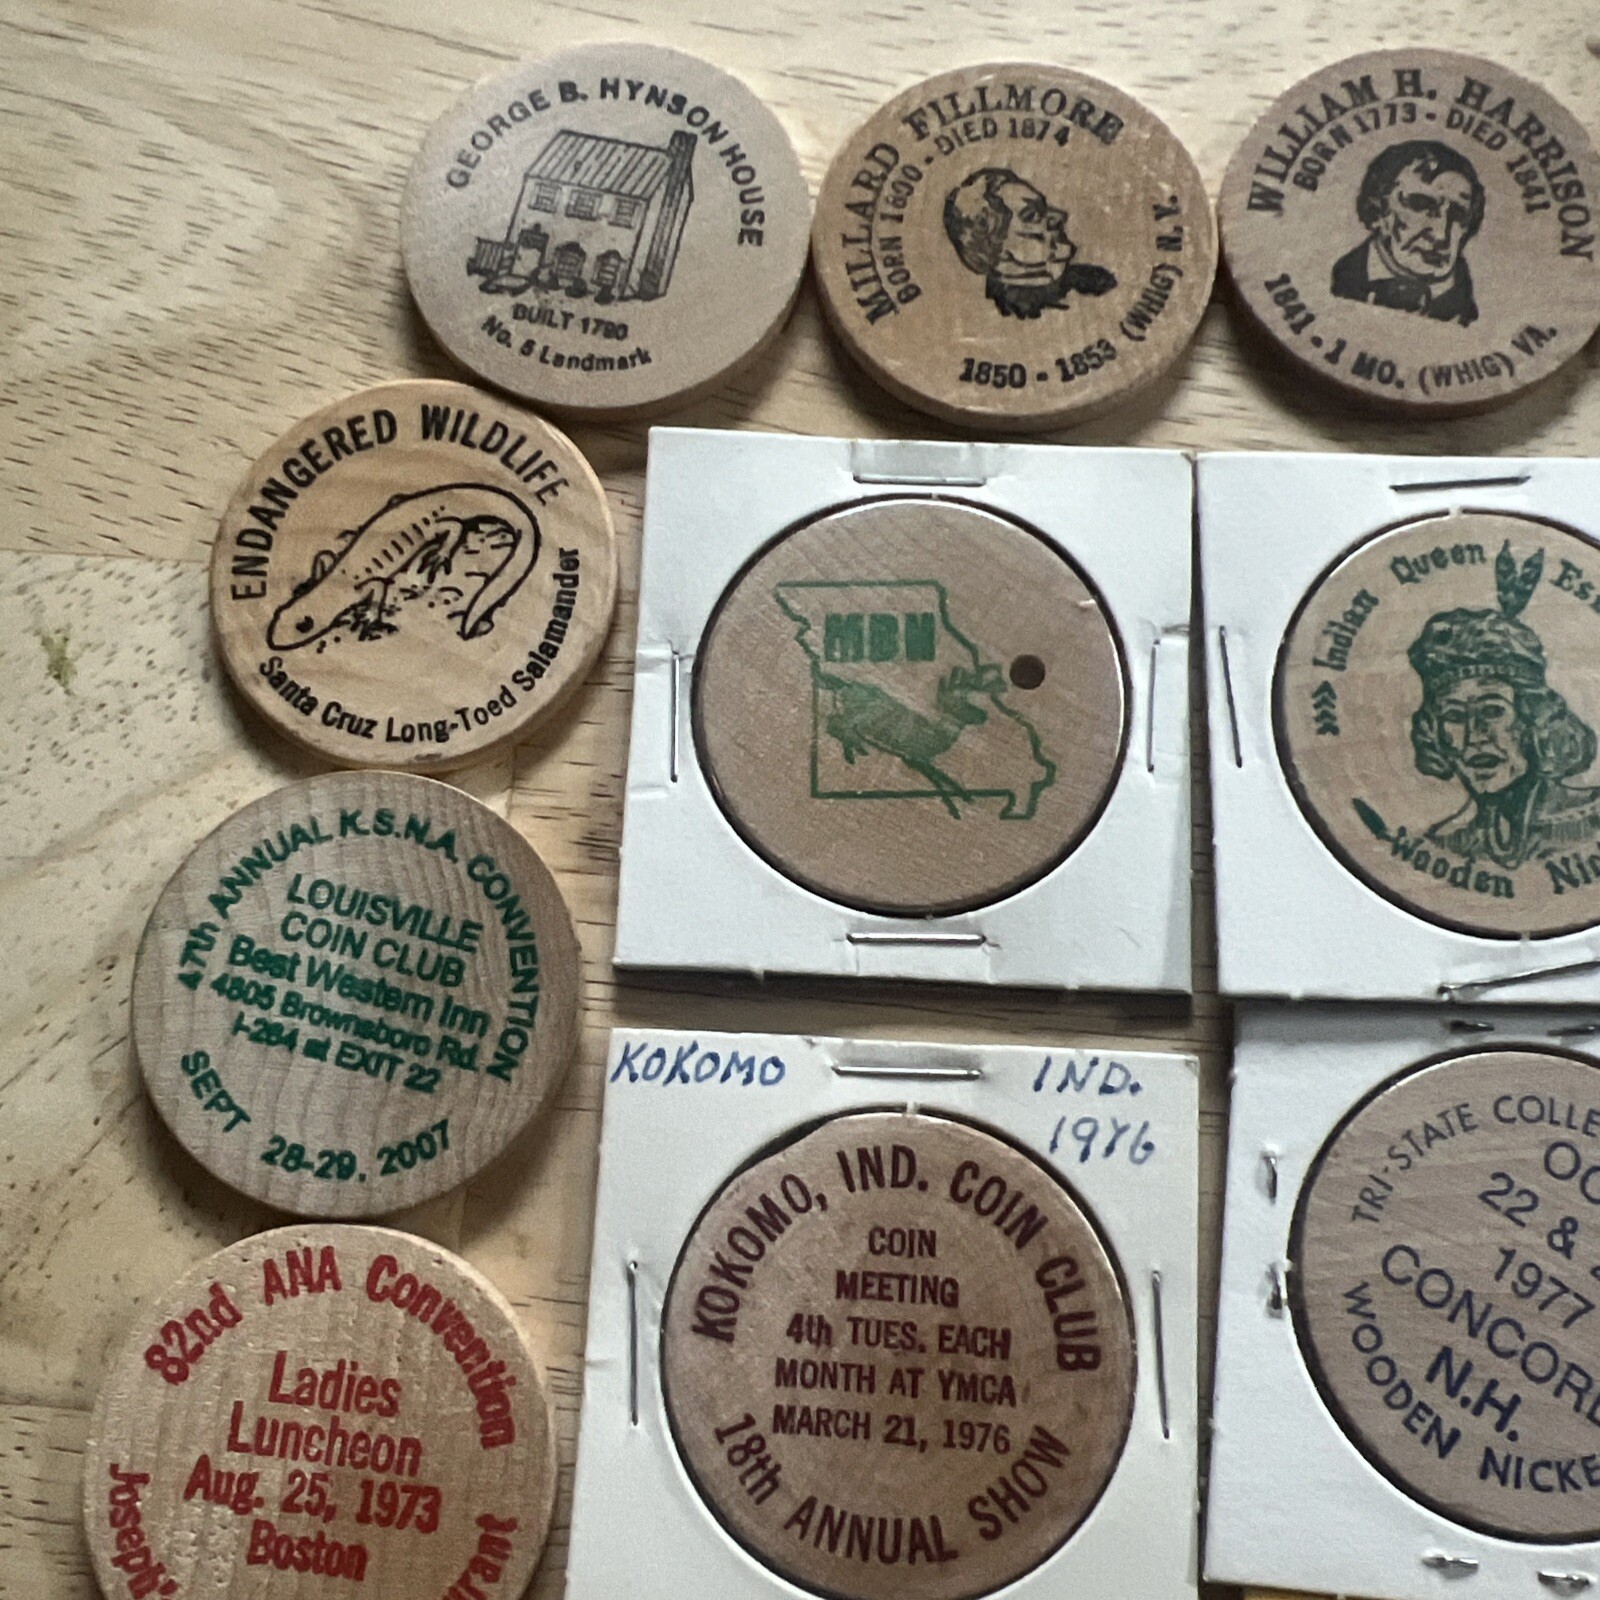 GEORGE B. HYNSON HOUSE
BUILT 1780
No. 5 Landmark
MILLARD FILLMORE
BORN 1800 - DIED 1874
1850 - 1853 (WHIG) N.Y.
WILLIAM H. HARRISON
BORN 1773 - DIED 1841
1841 - 1 MO. (WHIG) VA.
ENDANGERED WILDLIFE
Santa Cruz Long-Toed Salamander
MBN
Indian Queen
Wooden
47th ANNUAL K.S.N.A. CONVENTION
LOUISVILLE
COIN CLUB
Best Western Inn
4805 Brownsboro Rd.
I-264 at EXIT 22
SEPT 28-29, 2007
KOKOMO IND.
1976
KOKOMO, IND. COIN CLUB
COIN
MEETING
4th TUES. EACH
MONTH AT YMCA
MARCH 21, 1976
18th ANNUAL SHOW
TRI-STATE
22 &
1977
N.H.
WOODEN
82nd ANA Convention
Ladies
Luncheon
Aug. 25, 1973
Boston
Joseph